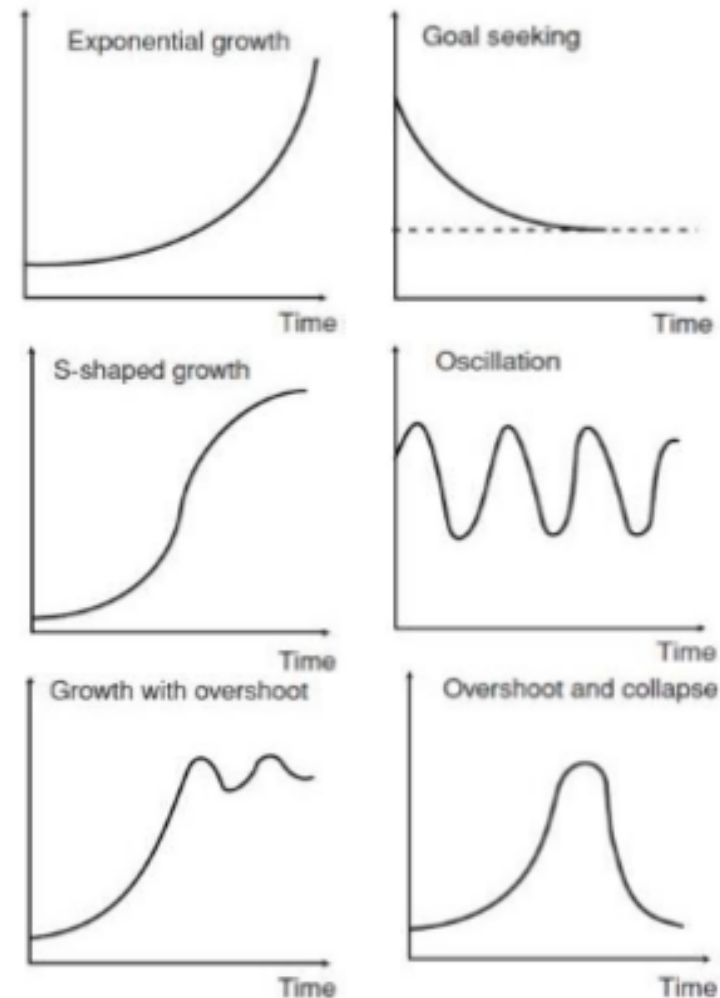 Exponential growth
Time
Goal seeking
Time
S-shaped growth
Time
Oscillation
Time
Growth with overshoot
Time
Overshoot and collapse
Time